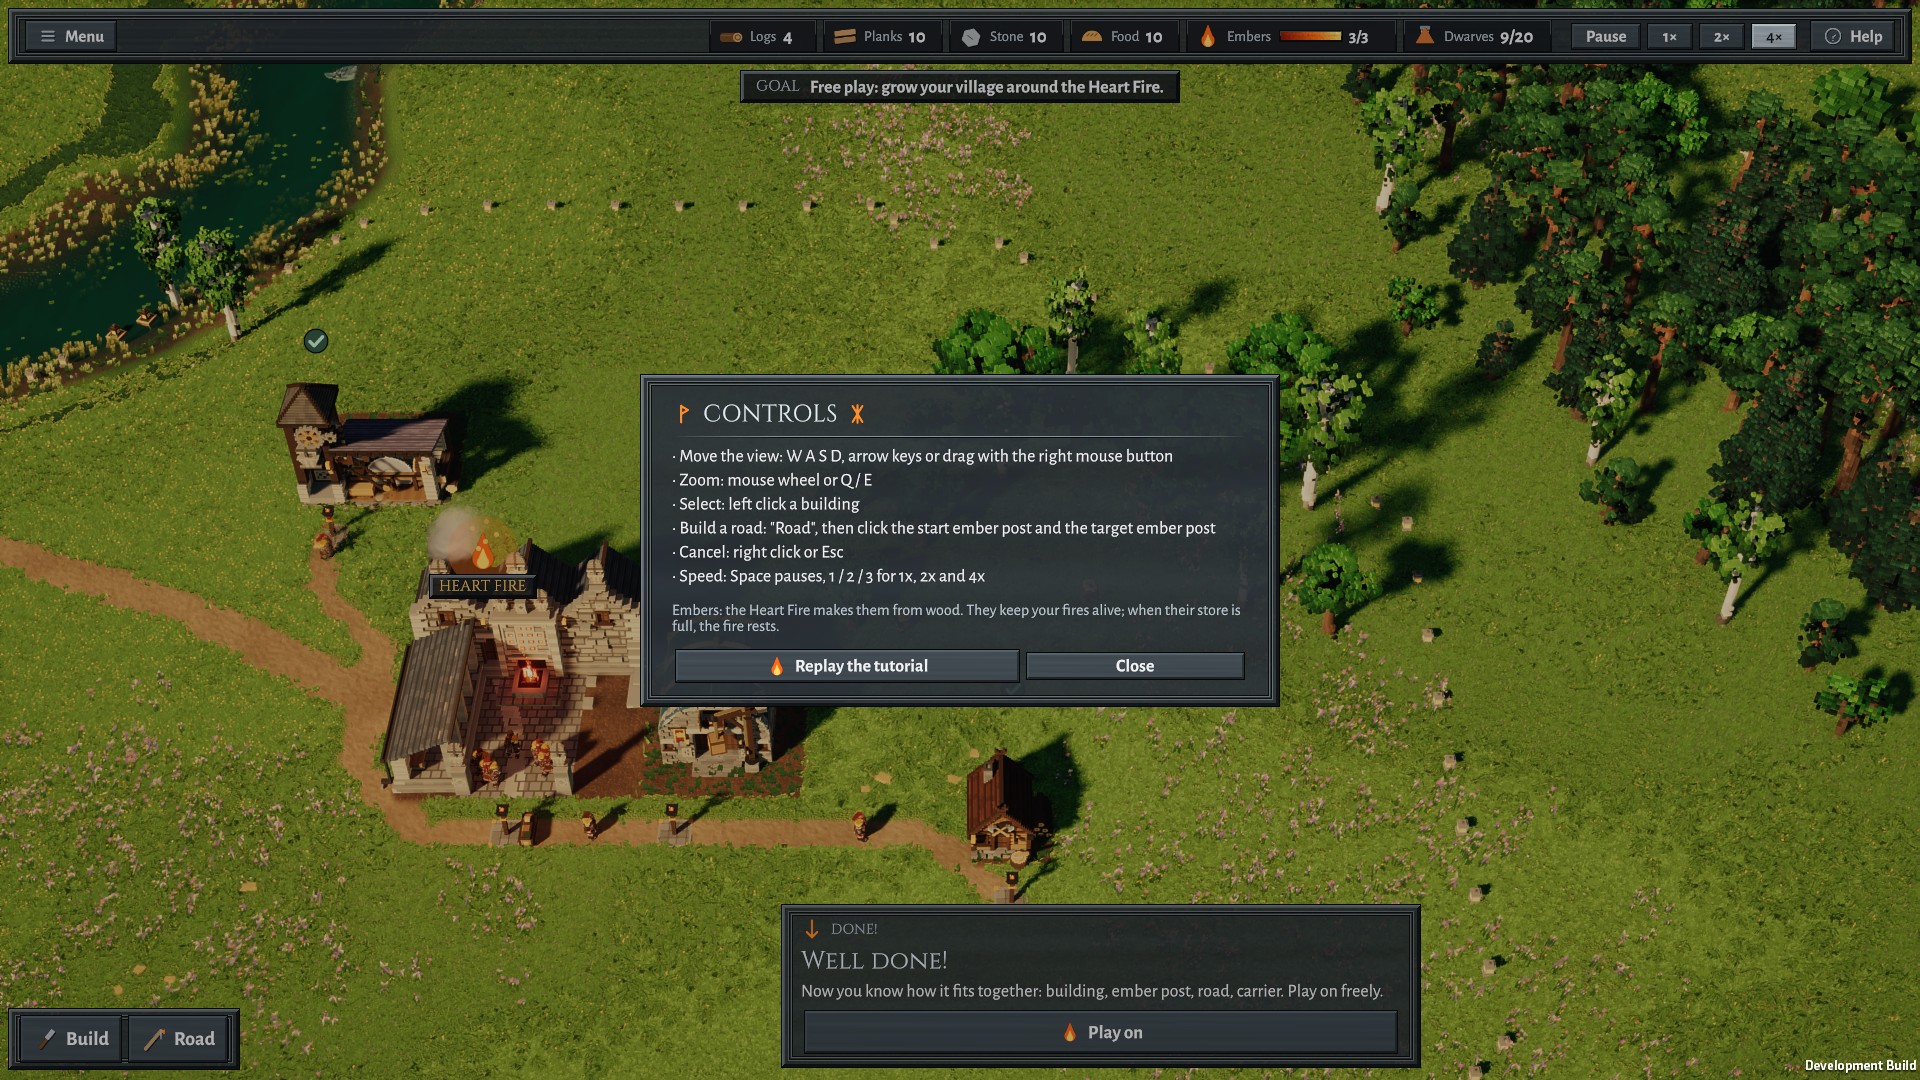 Menu
Logs 4
Planks 10
Stone 10
Food 10
Embers 3/3
Dwarves 9/20
Pause
1×
2×
4×
Help
GOAL Free play: grow your village around the Heart Fire.
CONTROLS
· Move the view: W A S D, arrow keys or drag with the right mouse button
· Zoom: mouse wheel or Q / E
· Select: left click a building
· Build a road: "Road", then click the start ember post and the target ember post
· Cancel: right click or Esc
· Speed: Space pauses, 1 / 2 / 3 for 1x, 2x and 4x
Embers: the Heart Fire makes them from wood. They keep your fires alive; when their store is
full, the fire rests.
Replay the tutorial
Close
HEART FIRE
DONE!
WELL DONE!
Now you know how it fits together: building, ember post, road, carrier. Play on freely.
Play on
Build
Road
Development Build